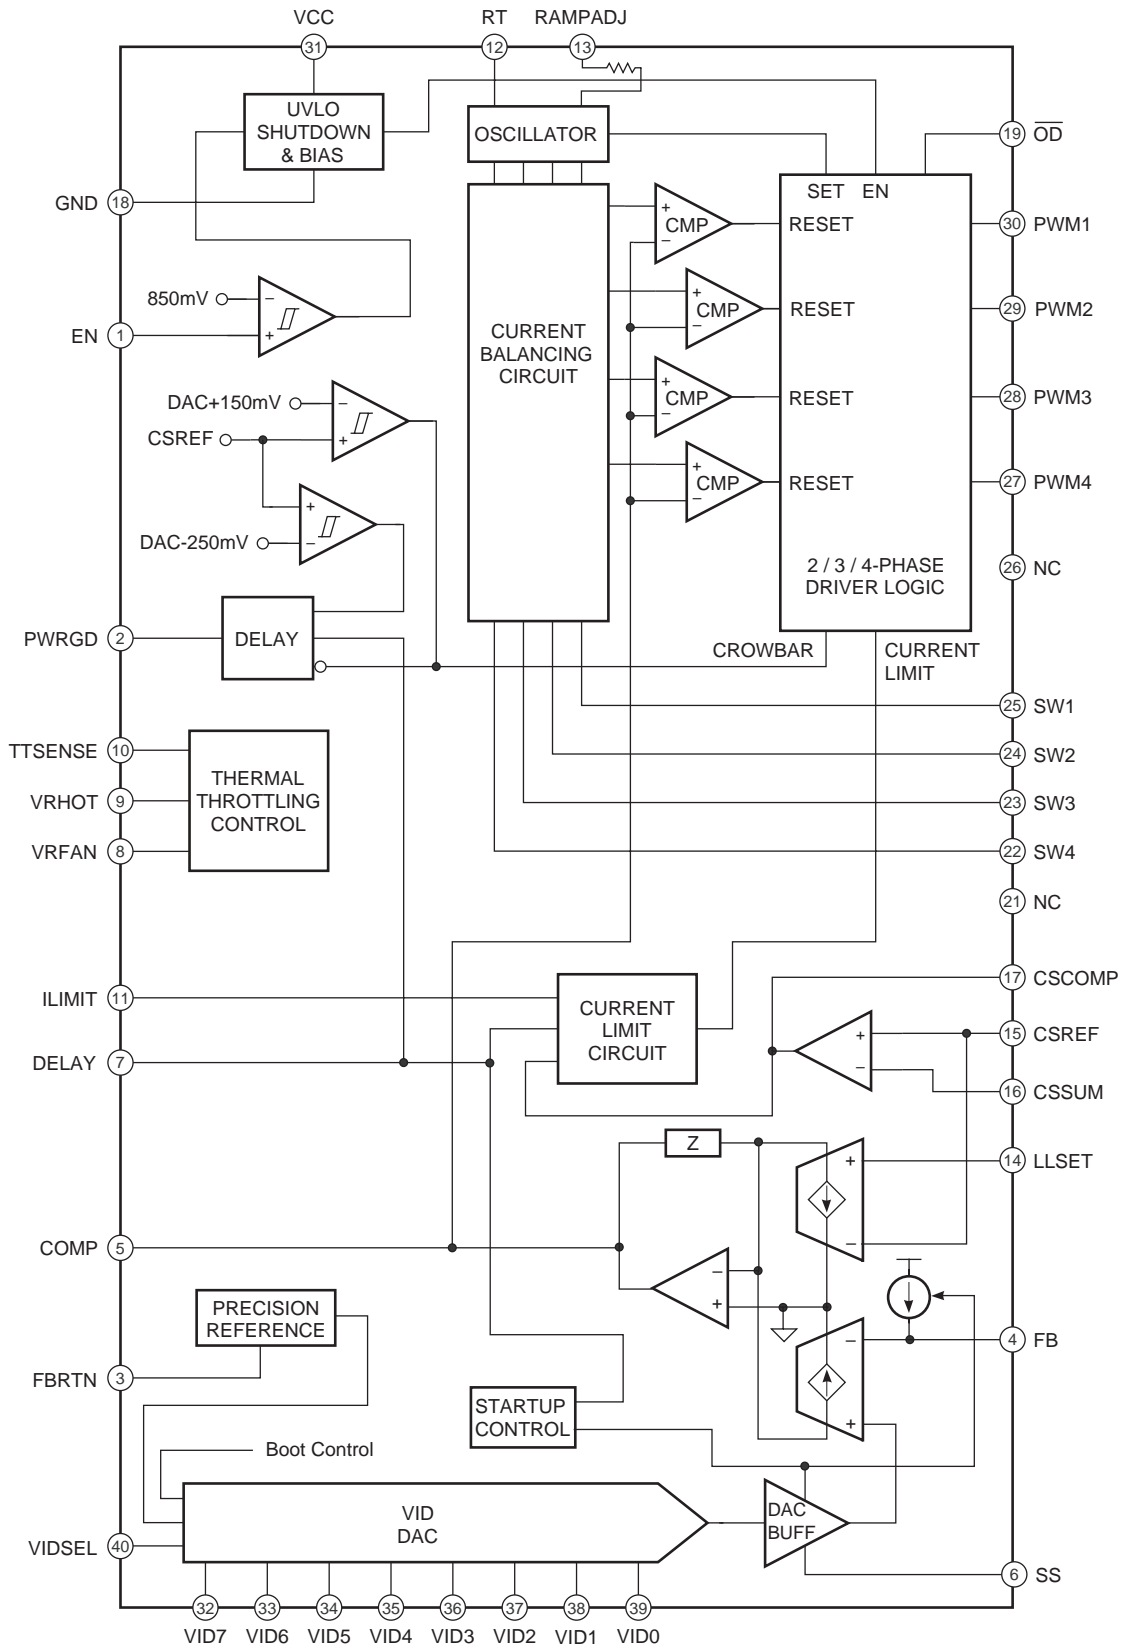 VCC
RT
RAMPADJ
31
12
13
UVLO
SHUTDOWN
& BIAS
OSCILLATOR
19
OD
SET
EN
GND
18
+
CMP
−
RESET
30
PWM1
850mV
−
+
EN
1
+
CMP
−
RESET
29
PWM2
CURRENT
BALANCING
CIRCUIT
DAC+150mV
−
CSREF
+
+
CMP
−
RESET
28
PWM3
+
DAC-250mV
−
+
CMP
−
RESET
27
PWM4
2 / 3 / 4-PHASE
DRIVER LOGIC
26
NC
PWRGD
2
DELAY
CROWBAR
CURRENT
LIMIT
25
SW1
TTSENSE
10
24
SW2
VRHOT
9
THERMAL
THROTTLING
CONTROL
23
SW3
VRFAN
8
22
SW4
21
NC
17
CSCOMP
ILIMIT
11
CURRENT
LIMIT
CIRCUIT
+
−
15
CSREF
DELAY
7
16
CSSUM
Z
+
−
14
LLSET
COMP
5
−
+
PRECISION
REFERENCE
−
+
4
FB
FBRTN
3
STARTUP
CONTROL
Boot Control
VID
DAC
DAC
BUFF
VIDSEL
40
6
SS
32
33
34
35
36
37
38
39
VID7
VID6
VID5
VID4
VID3
VID2
VID1
VID0